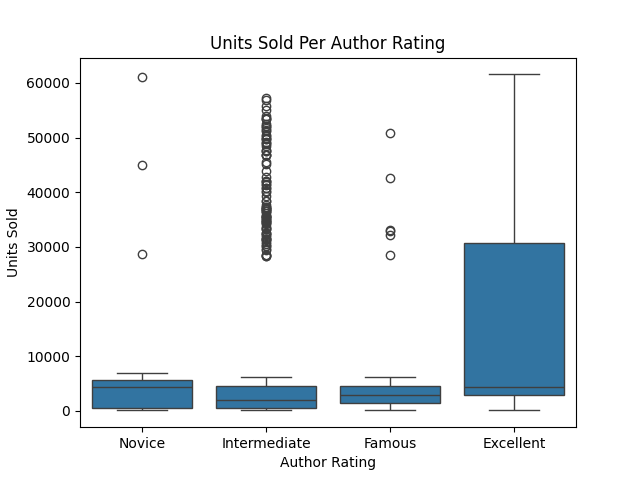 Units Sold Per Author Rating
60000
50000
40000
30000
20000
10000
0
Units Sold
Novice
Intermediate
Famous
Excellent
Author Rating